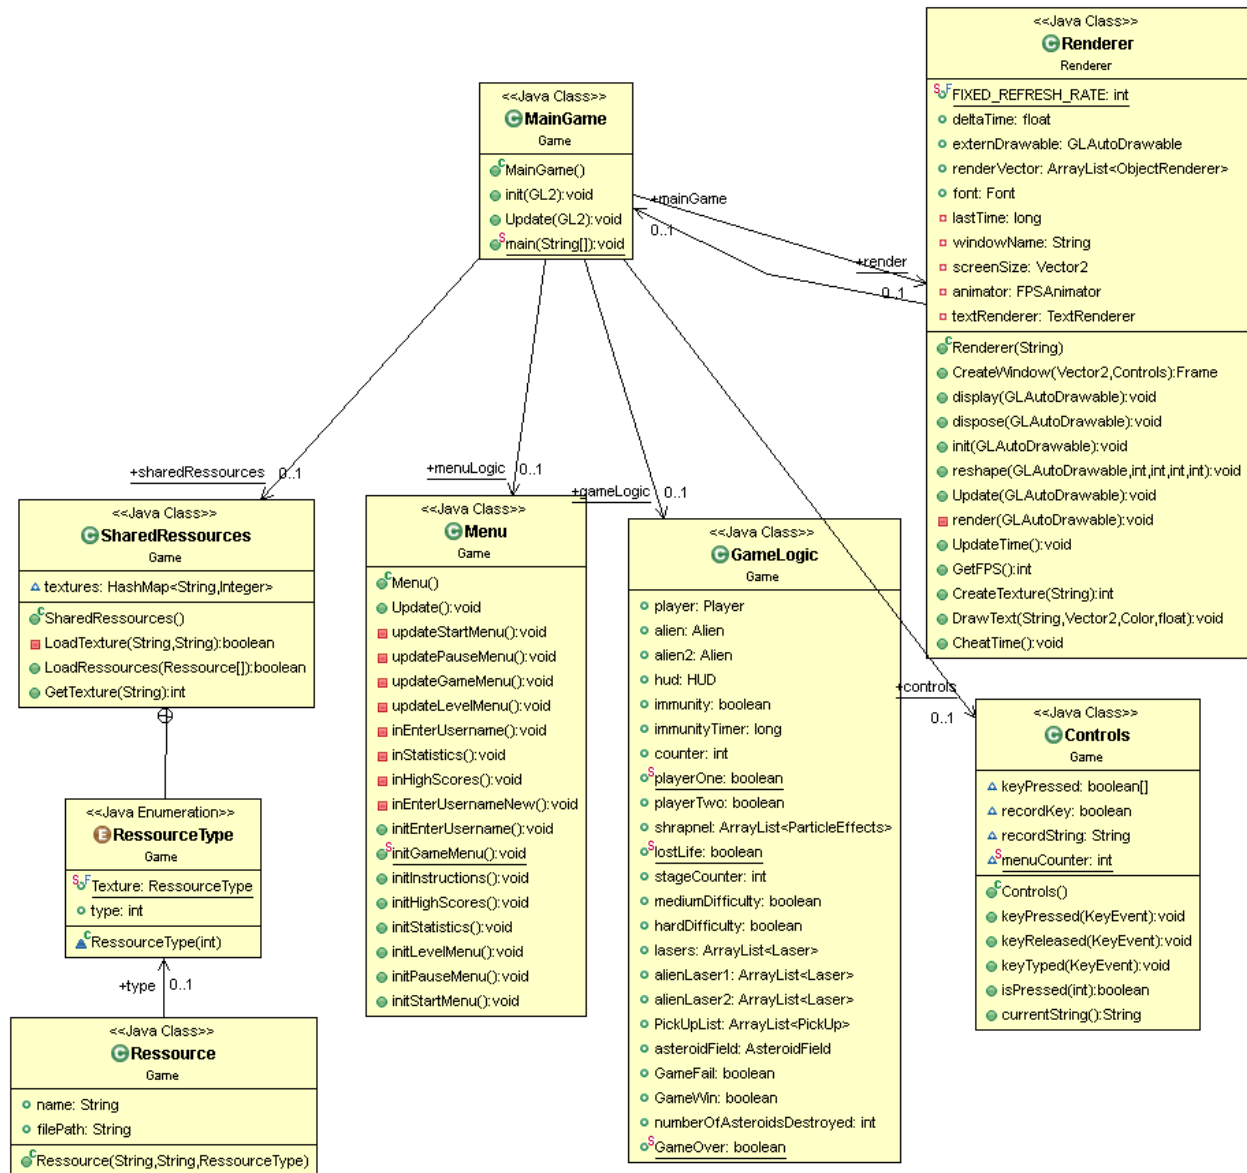 <<Java Class>>
Renderer
Renderer
FIXED_REFRESH_RATE: int
deltaTime: float
externDrawable: GLAutoDrawable
renderVector: ArrayList<ObjectRenderer>
font: Font
lastTime: long
windowName: String
screenSize: Vector2
animator: FPSAnimator
textRenderer: TextRenderer
Renderer(String)
CreateWindow(Vector2,Controls):Frame
display(GLAutoDrawable):void
dispose(GLAutoDrawable):void
init(GLAutoDrawable):void
reshape(GLAutoDrawable,int,int,int,int):void
Update(GLAutoDrawable):void
render(GLAutoDrawable):void
UpdateTime():void
GetFPS():int
CreateTexture(String):int
DrawText(String,Vector2,Color,float):void
CheatTime():void
<<Java Class>>
MainGame
Game
MainGame()
init(GL2):void
Update(GL2):void
main(String[]):void
+mainGame
0..1
+render
0..1
+sharedRessources
0..1
+menuLogic
0..1
+gameLogic
0..1
+controls
0..1
<<Java Class>>
SharedRessources
Game
textures: HashMap<String,Integer>
SharedRessources()
LoadTexture(String,String):boolean
LoadRessources(Ressource[]):boolean
GetTexture(String):int
<<Java Class>>
Menu
Game
Menu()
Update():void
updateStartMenu():void
updatePauseMenu():void
updateGameMenu():void
updateLevelMenu():void
inEnterUsername():void
inStatistics():void
inHighScores():void
inEnterUsernameNew():void
initEnterUsername():void
initGameMenu():void
initInstructions():void
initHighScores():void
initStatistics():void
initLevelMenu():void
initPauseMenu():void
initStartMenu():void
<<Java Class>>
GameLogic
Game
player: Player
alien: Alien
alien2: Alien
hud: HUD
immunity: boolean
immunityTimer: long
counter: int
playerOne: boolean
playerTwo: boolean
shrapnel: ArrayList<ParticleEffects>
lostLife: boolean
stageCounter: int
mediumDifficulty: boolean
hardDifficulty: boolean
lasers: ArrayList<Laser>
alienLaser1: ArrayList<Laser>
alienLaser2: ArrayList<Laser>
PickUpList: ArrayList<PickUp>
asteroidField: AsteroidField
GameFail: boolean
GameWin: boolean
numberOfAsteroidsDestroyed: int
GameOver: boolean
<<Java Class>>
Controls
Game
keyPressed: boolean[]
recordKey: boolean
recordString: String
menuCounter: int
Controls()
keyPressed(KeyEvent):void
keyReleased(KeyEvent):void
keyTyped(KeyEvent):void
isPressed(int):boolean
currentString():String
<<Java Enumeration>>
RessourceType
Game
Texture: RessourceType
type: int
RessourceType(int)
+type
0..1
<<Java Class>>
Ressource
Game
name: String
filePath: String
Ressource(String,String,RessourceType)